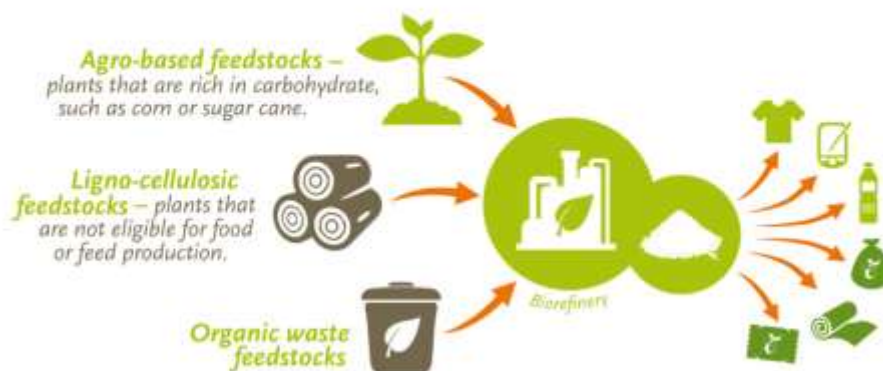 Agro-based feedstocks –
plants that are rich in carbohydrate,
such as corn or sugar cane.
Ligno-cellulosic
feedstocks – plants that
are not eligible for food
or feed production.
Biorefinery
Organic waste
feedstocks